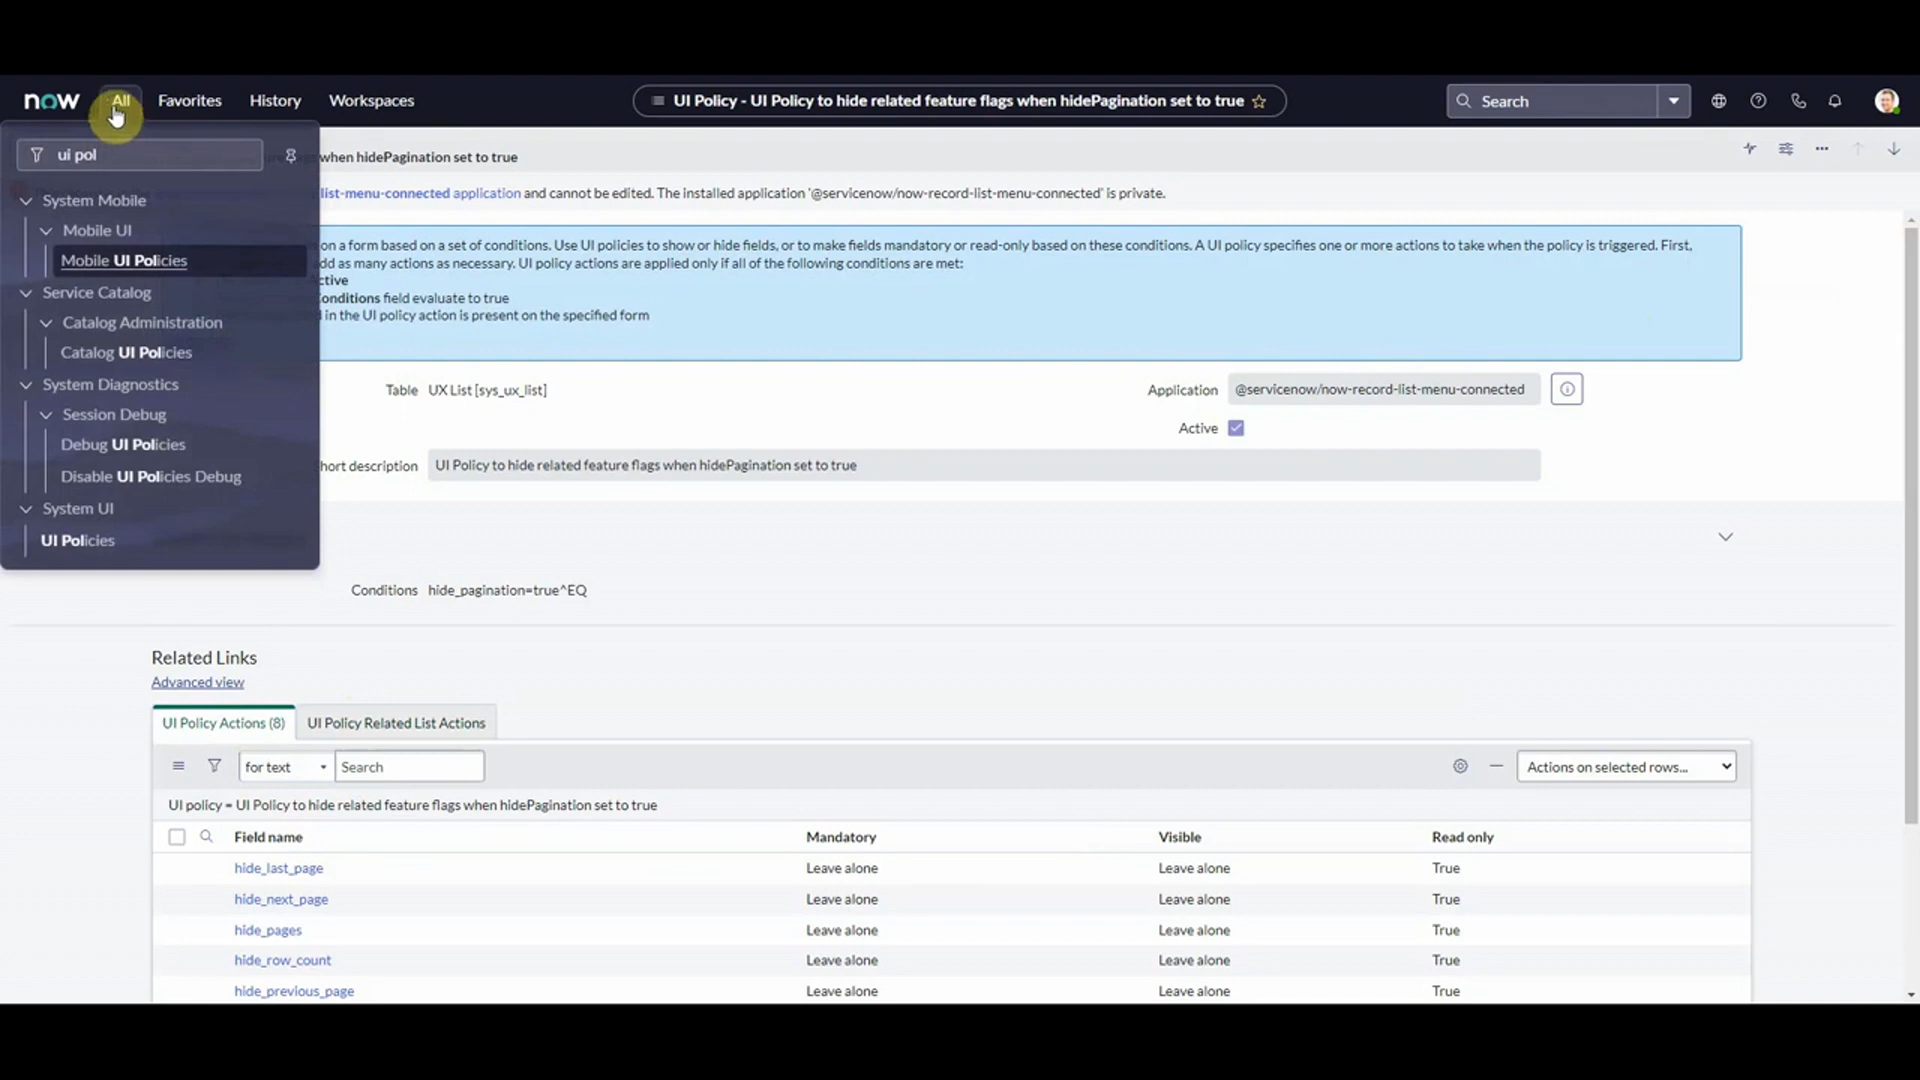 now All Favorites History Workspaces UI Policy - UI Policy to hide related feature flags when hidePagination set to true Search
ui pol
when hidePagination set to true
list-menu-connected application and cannot be edited. The installed application '@servicenow/now-record-list-menu-connected' is private.
System Mobile
Mobile UI
Mobile UI Policies
Service Catalog
Catalog Administration
Catalog UI Policies
System Diagnostics
Session Debug
Debug UI Policies
Disable UI Policies Debug
System UI
UI Policies
on a form based on a set of conditions. Use UI policies to show or hide fields, or to make fields mandatory or read-only based on these conditions. A UI policy specifies one or more actions to take when the policy is triggered. First,
add as many actions as necessary. UI policy actions are applied only if all of the following conditions are met:
ctive
onditions field evaluate to true
in the UI policy action is present on the specified form
Table UX List [sys_ux_list]
Application @servicenow/now-record-list-menu-connected
Active
hort description UI Policy to hide related feature flags when hidePagination set to true
Conditions hide_pagination=true^EQ
Related Links
Advanced view
UI Policy Actions (8) UI Policy Related List Actions
for text Search Actions on selected rows...
UI policy = UI Policy to hide related feature flags when hidePagination set to true
Field name Mandatory Visible Read only
hide_last_page Leave alone Leave alone True
hide_next_page Leave alone Leave alone True
hide_pages Leave alone Leave alone True
hide_row_count Leave alone Leave alone True
hide_previous_page Leave alone Leave alone True